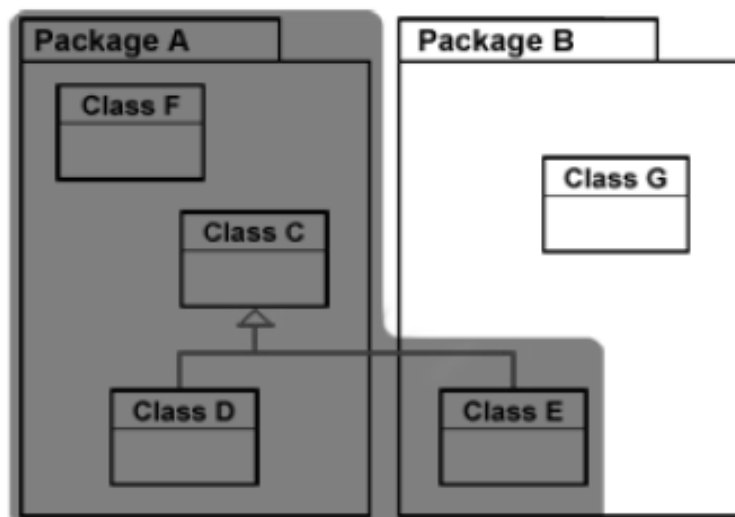 Package A
Package B
Class F
Class G
Class C
Class D
Class E